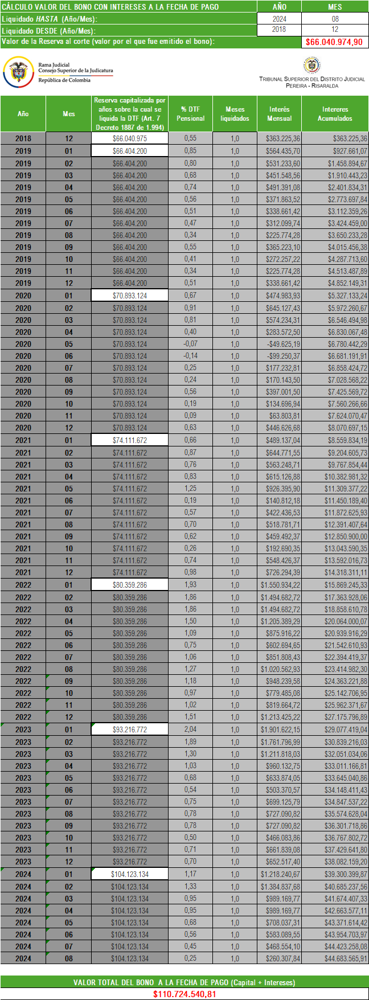 CÁLCULO VALOR DEL BONO CON INTERESES A LA FECHA DE PAGO AÑO MES
Liquidado HASTA (Año/Mes): 2024 08
Liquidado DESDE (Año/Mes): 2018 12
Valor de la Reserva al corte (valor por el que fue emitido el bono): $66.040.974,90
Rama Judicial
Consejo Superior de la Judicatura
República de Colombia
TRIBUNAL SUPERIOR DEL DISTRITO JUDICIAL
PEREIRA - RISARALDA
Año Mes Reserva capitalizada por años sobre la cual se liquida la DTF (Art. 7 Decreto 1887 de 1.994) % DTF Pensional Meses liquidados Interés Mensual Intereres Acumulados
2018 12 $66.040.975 0,55 1,0 $363.225,36 $363.225,36
2019 01 $66.404.200 0,85 1,0 $564.435,70 $927.661,07
2019 02 $66.404.200 0,80 1,0 $531.233,60 $1.458.894,67
2019 03 $66.404.200 0,68 1,0 $451.548,56 $1.910.443,23
2019 04 $66.404.200 0,74 1,0 $491.391,08 $2.401.834,31
2019 05 $66.404.200 0,56 1,0 $371.863,52 $2.773.697,84
2019 06 $66.404.200 0,51 1,0 $338.661,42 $3.112.359,26
2019 07 $66.404.200 0,47 1,0 $312.099,74 $3.424.459,00
2019 08 $66.404.200 0,34 1,0 $225.774,28 $3.650.233,28
2019 09 $66.404.200 0,55 1,0 $365.223,10 $4.015.456,38
2019 10 $66.404.200 0,41 1,0 $272.257,22 $4.287.713,60
2019 11 $66.404.200 0,34 1,0 $225.774,28 $4.513.487,89
2019 12 $66.404.200 0,51 1,0 $338.661,42 $4.852.149,31
2020 01 $70.893.124 0,67 1,0 $474.983,93 $5.327.133,24
2020 02 $70.893.124 0,91 1,0 $645.127,43 $5.972.260,67
2020 03 $70.893.124 0,81 1,0 $574.234,31 $6.546.494,98
2020 04 $70.893.124 0,40 1,0 $283.572,50 $6.830.067,48
2020 05 $70.893.124 -0,07 1,0 -$49.625,19 $6.780.442,29
2020 06 $70.893.124 -0,14 1,0 -$99.250,37 $6.681.191,91
2020 07 $70.893.124 0,25 1,0 $177.232,81 $6.858.424,72
2020 08 $70.893.124 0,24 1,0 $170.143,50 $7.028.568,22
2020 09 $70.893.124 0,56 1,0 $397.001,50 $7.425.569,72
2020 10 $70.893.124 0,19 1,0 $134.696,94 $7.560.266,66
2020 11 $70.893.124 0,09 1,0 $63.803,81 $7.624.070,47
2020 12 $70.893.124 0,63 1,0 $446.626,68 $8.070.697,15
2021 01 $74.111.672 0,66 1,0 $489.137,04 $8.559.834,19
2021 02 $74.111.672 0,87 1,0 $644.771,55 $9.204.605,73
2021 03 $74.111.672 0,76 1,0 $563.248,71 $9.767.854,44
2021 04 $74.111.672 0,83 1,0 $615.126,88 $10.382.981,32
2021 05 $74.111.672 1,25 1,0 $926.395,90 $11.309.377,22
2021 06 $74.111.672 0,19 1,0 $140.812,18 $11.450.189,40
2021 07 $74.111.672 0,57 1,0 $422.436,53 $11.872.625,93
2021 08 $74.111.672 0,70 1,0 $518.781,71 $12.391.407,64
2021 09 $74.111.672 0,62 1,0 $459.492,37 $12.850.900,00
2021 10 $74.111.672 0,26 1,0 $192.690,35 $13.043.590,35
2021 11 $74.111.672 0,74 1,0 $548.426,37 $13.592.016,73
2021 12 $74.111.672 0,98 1,0 $726.294,39 $14.318.311,11
2022 01 $80.359.286 1,93 1,0 $1.550.934,22 $15.869.245,33
2022 02 $80.359.286 1,86 1,0 $1.494.682,72 $17.363.928,06
2022 03 $80.359.286 1,86 1,0 $1.494.682,72 $18.858.610,78
2022 04 $80.359.286 1,50 1,0 $1.205.389,29 $20.064.000,07
2022 05 $80.359.286 1,09 1,0 $875.916,22 $20.939.916,29
2022 06 $80.359.286 0,75 1,0 $602.694,65 $21.542.610,93
2022 07 $80.359.286 1,06 1,0 $851.808,43 $22.394.419,37
2022 08 $80.359.286 1,27 1,0 $1.020.562,93 $23.414.982,30
2022 09 $80.359.286 1,18 1,0 $948.239,58 $24.363.221,88
2022 10 $80.359.286 0,97 1,0 $779.485,08 $25.142.706,95
2022 11 $80.359.286 1,02 1,0 $819.664,72 $25.962.371,67
2022 12 $80.359.286 1,51 1,0 $1.213.425,22 $27.175.796,89
2023 01 $93.216.772 2,04 1,0 $1.901.622,15 $29.077.419,04
2023 02 $93.216.772 1,89 1,0 $1.761.796,99 $30.839.216,03
2023 03 $93.216.772 1,30 1,0 $1.211.818,03 $32.051.034,06
2023 04 $93.216.772 1,03 1,0 $960.132,75 $33.011.166,81
2023 05 $93.216.772 0,68 1,0 $633.874,05 $33.645.040,86
2023 06 $93.216.772 0,54 1,0 $503.370,57 $34.148.411,43
2023 07 $93.216.772 0,75 1,0 $699.125,79 $34.847.537,22
2023 08 $93.216.772 0,78 1,0 $727.090,82 $35.574.628,04
2023 09 $93.216.772 0,78 1,0 $727.090,82 $36.301.718,86
2023 10 $93.216.772 0,50 1,0 $466.083,86 $36.767.802,72
2023 11 $93.216.772 0,71 1,0 $661.839,08 $37.429.641,80
2023 12 $93.216.772 0,70 1,0 $652.517,40 $38.082.159,20
2024 01 $104.123.134 1,17 1,0 $1.218.240,67 $39.300.399,87
2024 02 $104.123.134 1,33 1,0 $1.384.837,68 $40.685.237,56
2024 03 $104.123.134 0,95 1,0 $989.169,77 $41.674.407,33
2024 04 $104.123.134 0,95 1,0 $989.169,77 $42.663.577,11
2024 05 $104.123.134 0,68 1,0 $708.037,31 $43.371.614,42
2024 06 $104.123.134 0,56 1,0 $583.089,55 $43.954.703,97
2024 07 $104.123.134 0,45 1,0 $468.554,10 $44.423.258,08
2024 08 $104.123.134 0,25 1,0 $260.307,84 $44.683.565,91
VALOR TOTAL DEL BONO A LA FECHA DE PAGO (Capital + Intereses)
$110.724.540,81